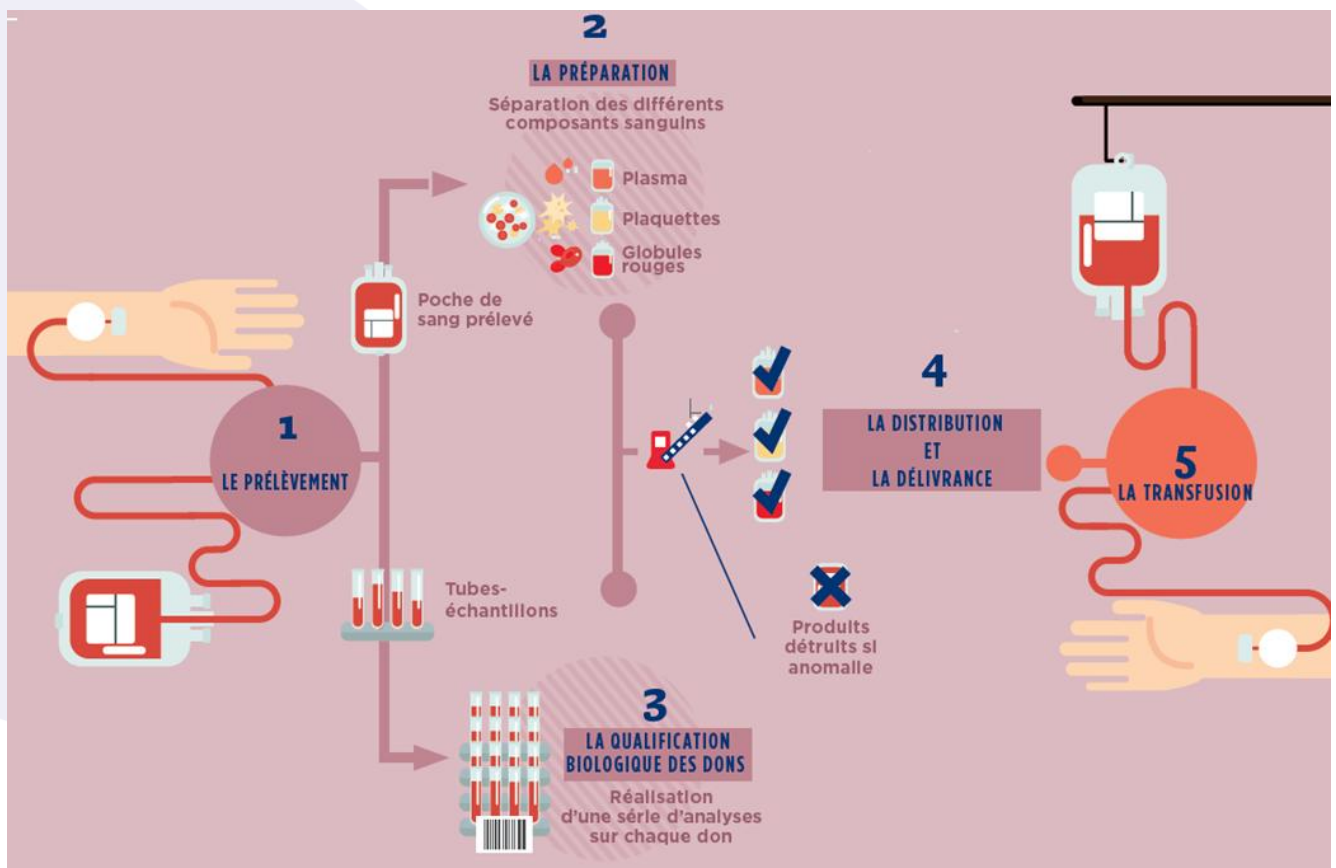 2
LA PRÉPARATION
Séparation des différents
composants sanguins
Plasma
Plaquettes
Globules
rouges
Poche de
sang prélevé
1
LE PRÉLÈVEMENT
Tubes-
échantillons
3
LA QUALIFICATION
BIOLOGIQUE DES DONS
Réalisation
d'une série d'analyses
sur chaque don
Produits
détruits si
anomalie
4
LA DISTRIBUTION
ET
LA DÉLIVRANCE
5
LA TRANSFUSION